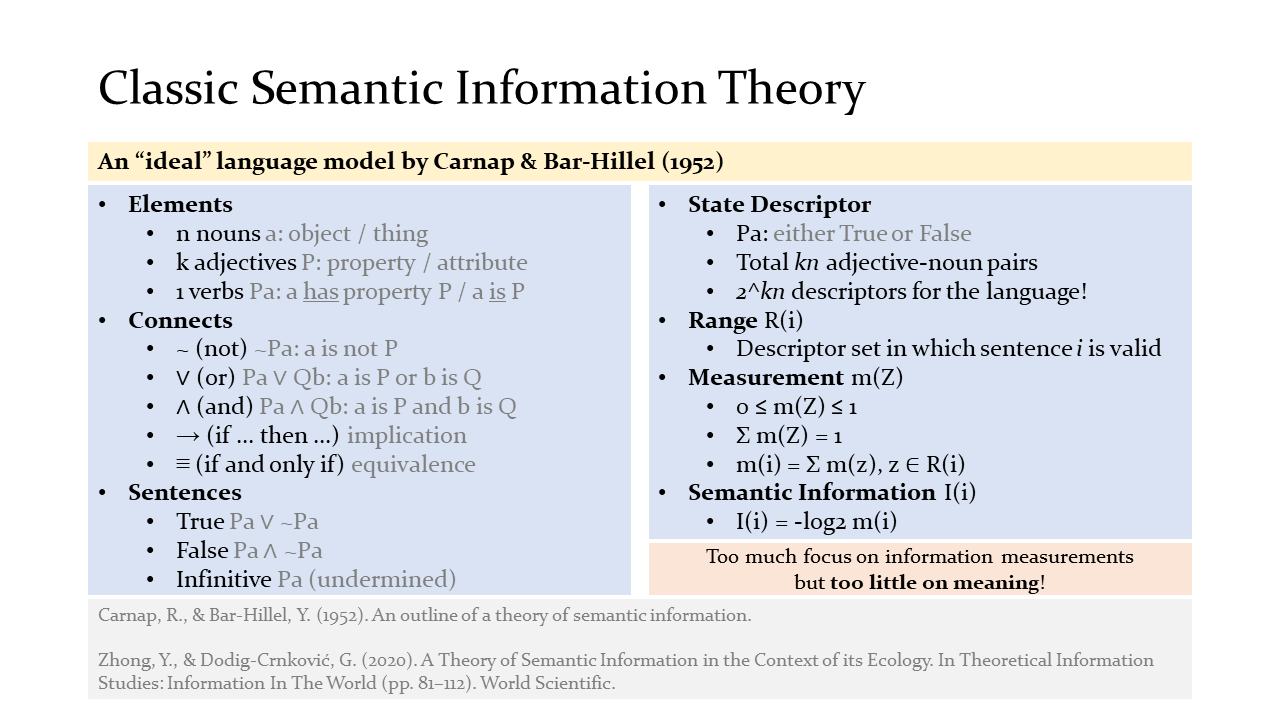 Classic Semantic Information Theory
An “ideal” language model by Carnap & Bar-Hillel (1952)
• Elements
• n nouns a: object / thing
• k adjectives P: property / attribute
• 1 verbs Pa: a has property P / a is P
• Connects
• ~ (not) ~Pa: a is not P
• ∨ (or) Pa ∨ Qb: a is P or b is Q
• ∧ (and) Pa ∧ Qb: a is P and b is Q
• → (if … then …) implication
• ≡ (if and only if) equivalence
• Sentences
• True Pa ∨ ~Pa
• False Pa ∧ ~Pa
• Infinitive Pa (undermined)
• State Descriptor
• Pa: either True or False
• Total kn adjective-noun pairs
• 2^kn descriptors for the language!
• Range R(i)
• Descriptor set in which sentence i is valid
• Measurement m(Z)
• 0 ≤ m(Z) ≤ 1
• Σ m(Z) = 1
• m(i) = Σ m(z), z ∈ R(i)
• Semantic Information I(i)
• I(i) = -log2 m(i)
Too much focus on information measurements
but too little on meaning!
Carnap, R., & Bar-Hillel, Y. (1952). An outline of a theory of semantic information.
Zhong, Y., & Dodig-Crnković, G. (2020). A Theory of Semantic Information in the Context of its Ecology. In Theoretical Information
Studies: Information In The World (pp. 81–112). World Scientific.